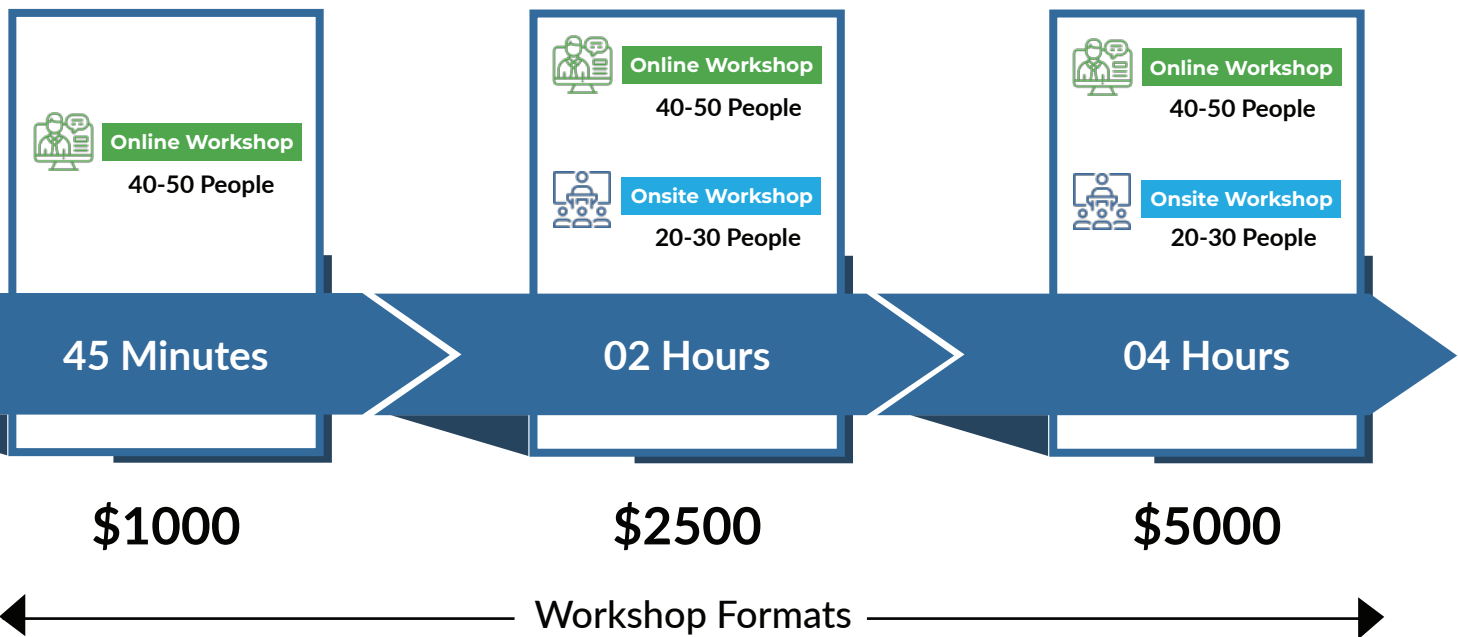 Online Workshop
40-50 People
45 Minutes
$1000
Online Workshop
40-50 People
Onsite Workshop
20-30 People
02 Hours
$2500
Online Workshop
40-50 People
Onsite Workshop
20-30 People
04 Hours
$5000
Workshop Formats